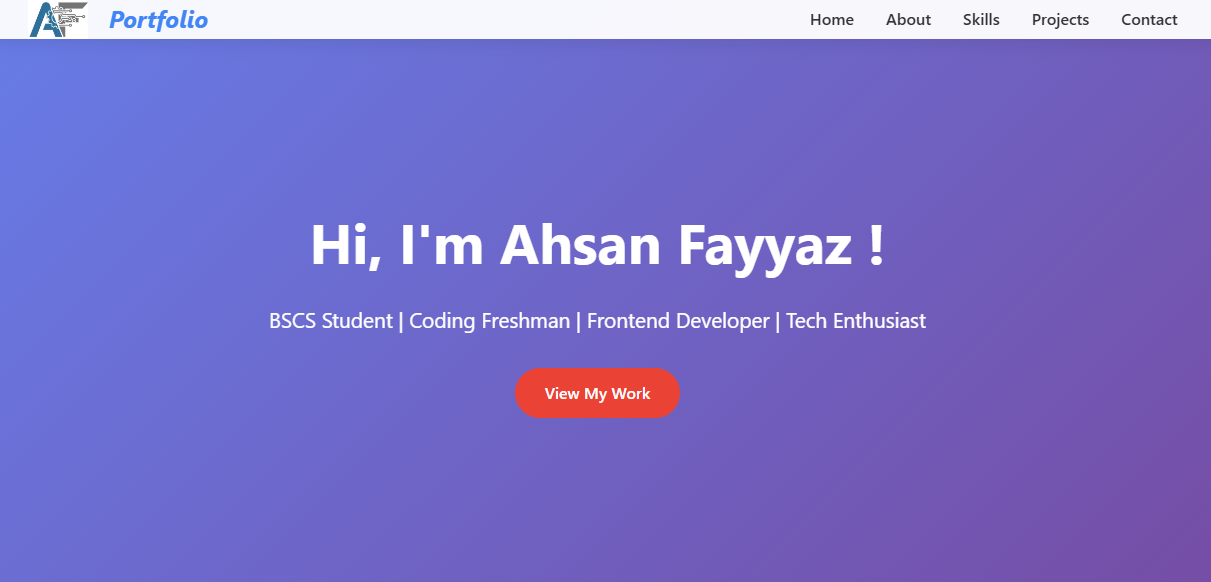 AF Portfolio
Home About Skills Projects Contact
Hi, I'm Ahsan Fayyaz !
BSCS Student | Coding Freshman | Frontend Developer | Tech Enthusiast
View My Work